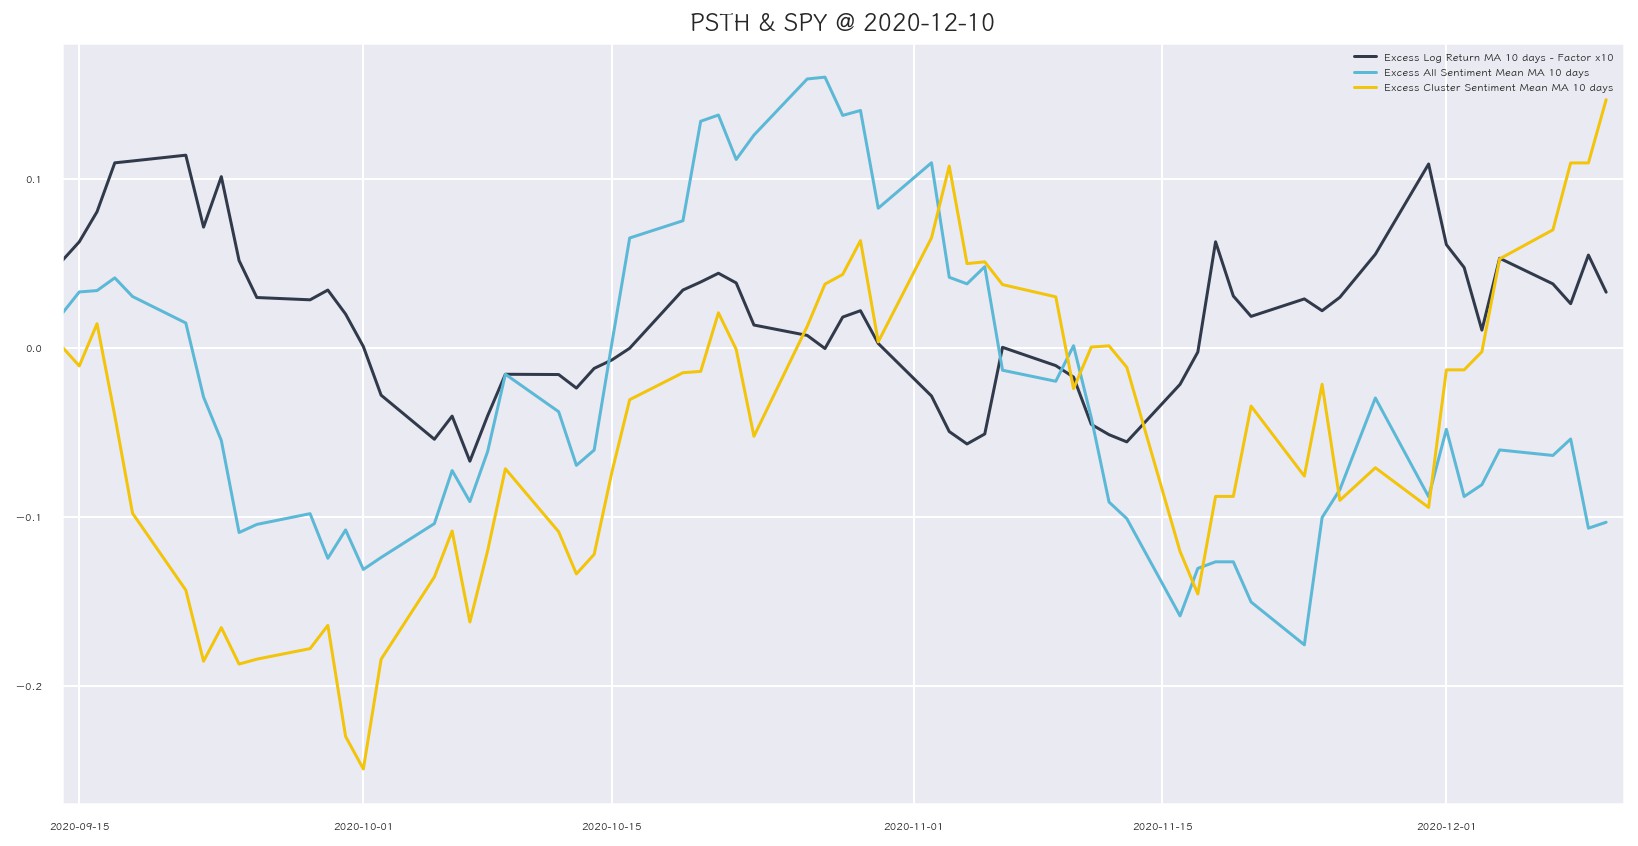 PSTH & SPY @ 2020-12-10
Excess Log Return MA 10 days - Factor x10
Excess All Sentiment Mean MA 10 days
Excess Cluster Sentiment Mean MA 10 days
0.1
0.0
−0.1
−0.2
2020-09-15 2020-10-01 2020-10-15 2020-11-01 2020-11-15 2020-12-01